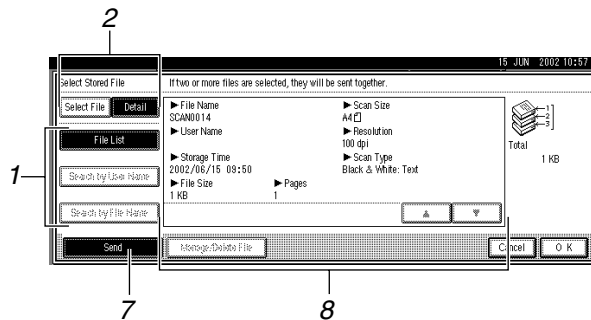 2
15 JUN 2002 10:57
Select Stored File If two or more files are selected, they will be sent together.
Select File Detail
► File Name ► Scan Size
SCAN0014 A4
► User Name ► Resolution
100 dpi
► Storage Time ► Scan Type
2002/06/15 09:50 Black & White: Text
► File Size ► Pages
1 KB 1
1
2
3
Total
1 KB
File List
1
Search by User Name
Search by File Name
▲ ▼
Send Manage/Delete File Cancel O K
7 8